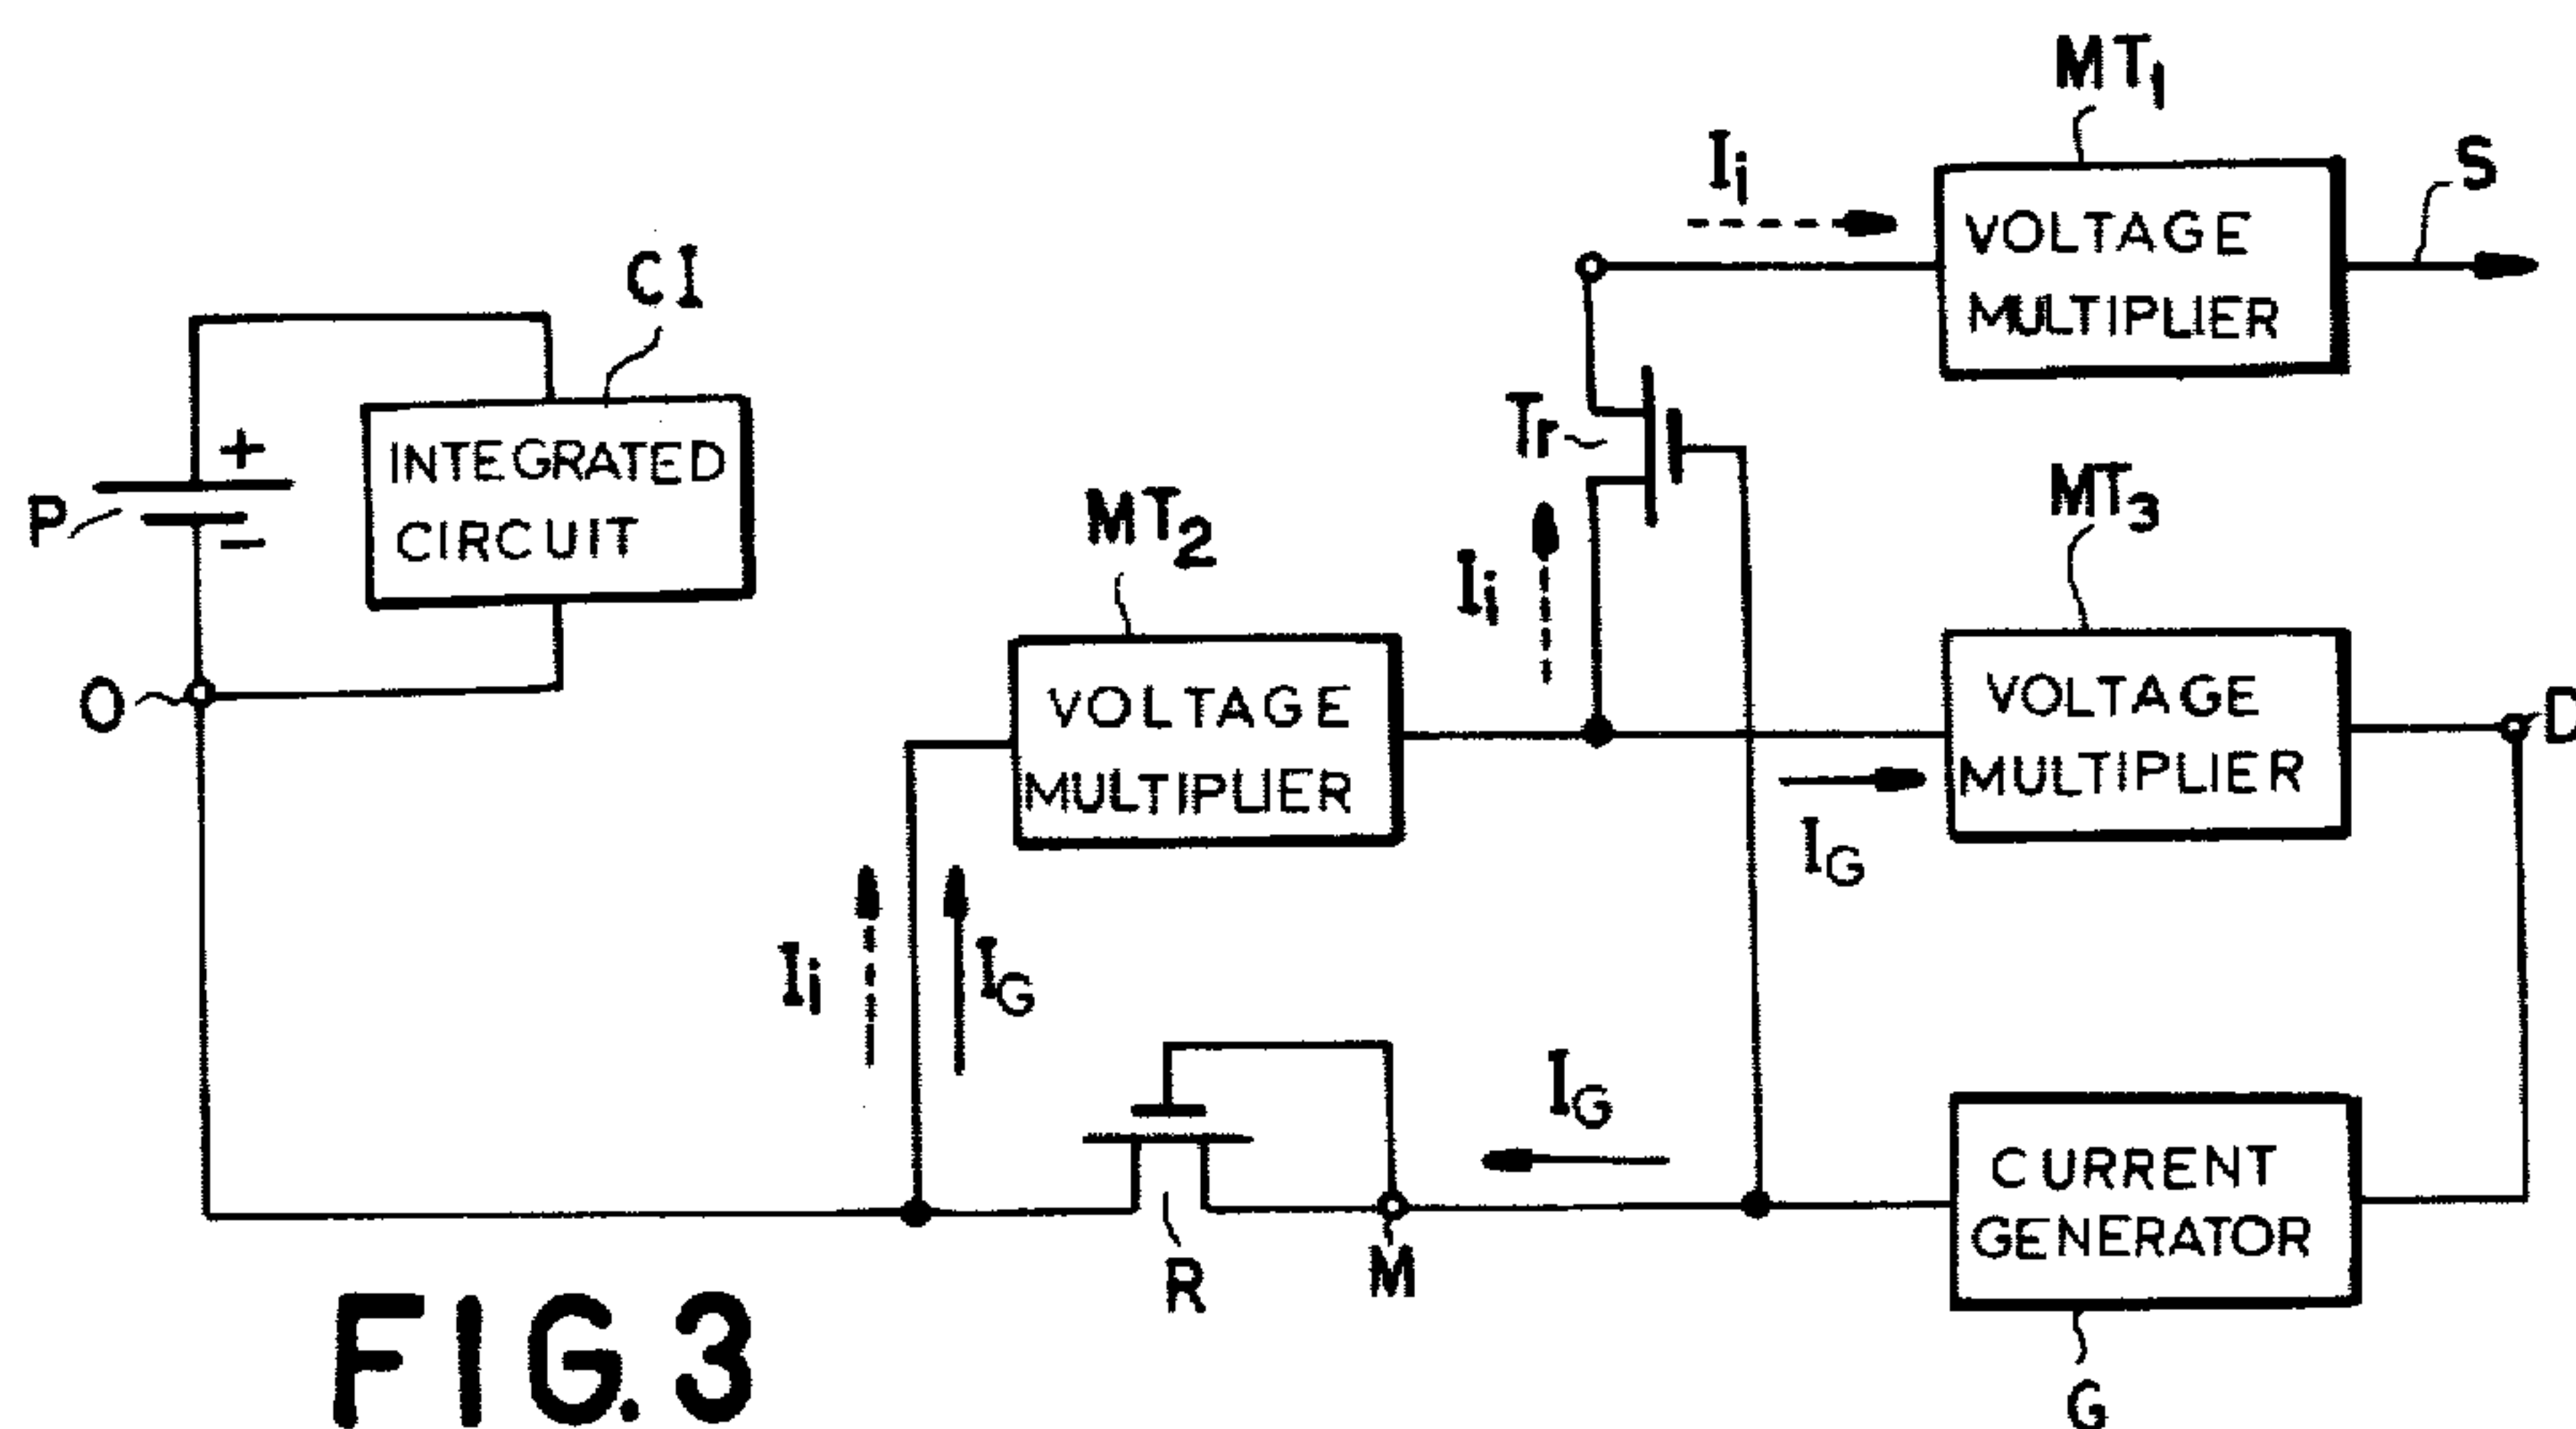 MT1
Ii
VOLTAGE
MULTIPLIER
S
CI
INTEGRATED
CIRCUIT
+
P
−
O
Tr
MT2
Ii
VOLTAGE
MULTIPLIER
MT3
VOLTAGE
MULTIPLIER
D
IG
Ii
IG
IG
R
M
CURRENT
GENERATOR
G
FIG.3